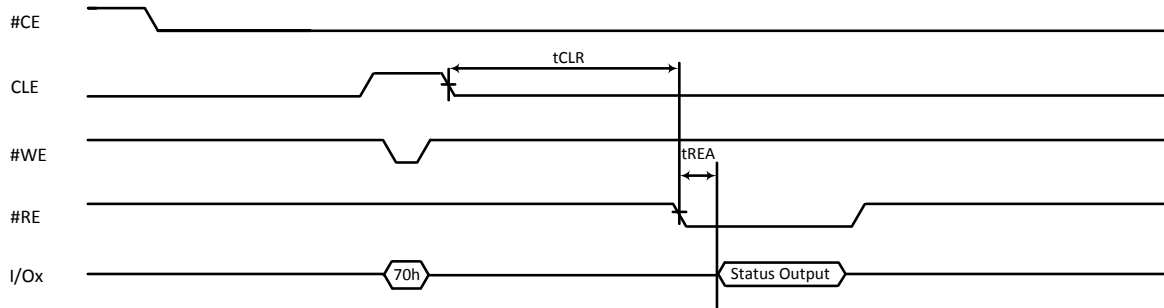 #CE
tCLR
CLE
#WE
tREA
#RE
I/Ox
70h
Status Output